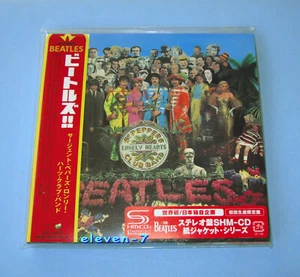 BEATLES
ビートルズ!!
サージェント・ペパーズ・ロンリー・
ハーツ・クラブ・バンド
SGT. PEPPERS
LONELY HEARTS
CLUB BAND
BEATLES
SHM-CD
世界初/日本独自企画
初回生産限定盤
THE BEATLES
ステレオ盤SHM-CD
紙ジャケット・シリーズ
eleven-7